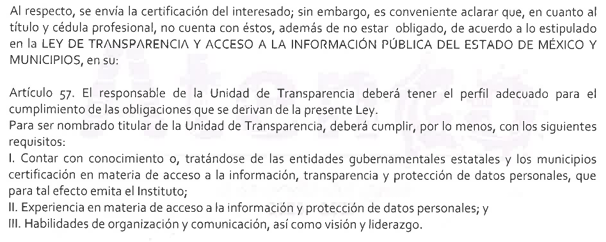 Al respecto, se envía la certificación del interesado; sin embargo, es conveniente aclarar que, en cuanto al
título y cédula profesional, no cuenta con éstos, además de no estar obligado, de acuerdo a lo estipulado
en la LEY DE TRANSPARENCIA Y ACCESO A LA INFORMACIÓN PÚBLICA DEL ESTADO DE MÉXICO Y
MUNICIPIOS, en su:
Artículo 57. El responsable de la Unidad de Transparencia deberá tener el perfil adecuado para el
cumplimiento de las obligaciones que se derivan de la presente Ley.
Para ser nombrado titular de la Unidad de Transparencia, deberá cumplir, por lo menos, con los siguientes
requisitos:
I. Contar con conocimiento o, tratándose de las entidades gubernamentales estatales y los municipios
certificación en materia de acceso a la información, transparencia y protección de datos personales, que
para tal efecto emita el Instituto;
II. Experiencia en materia de acceso a la información y protección de datos personales; y
III. Habilidades de organización y comunicación, así como visión y liderazgo.